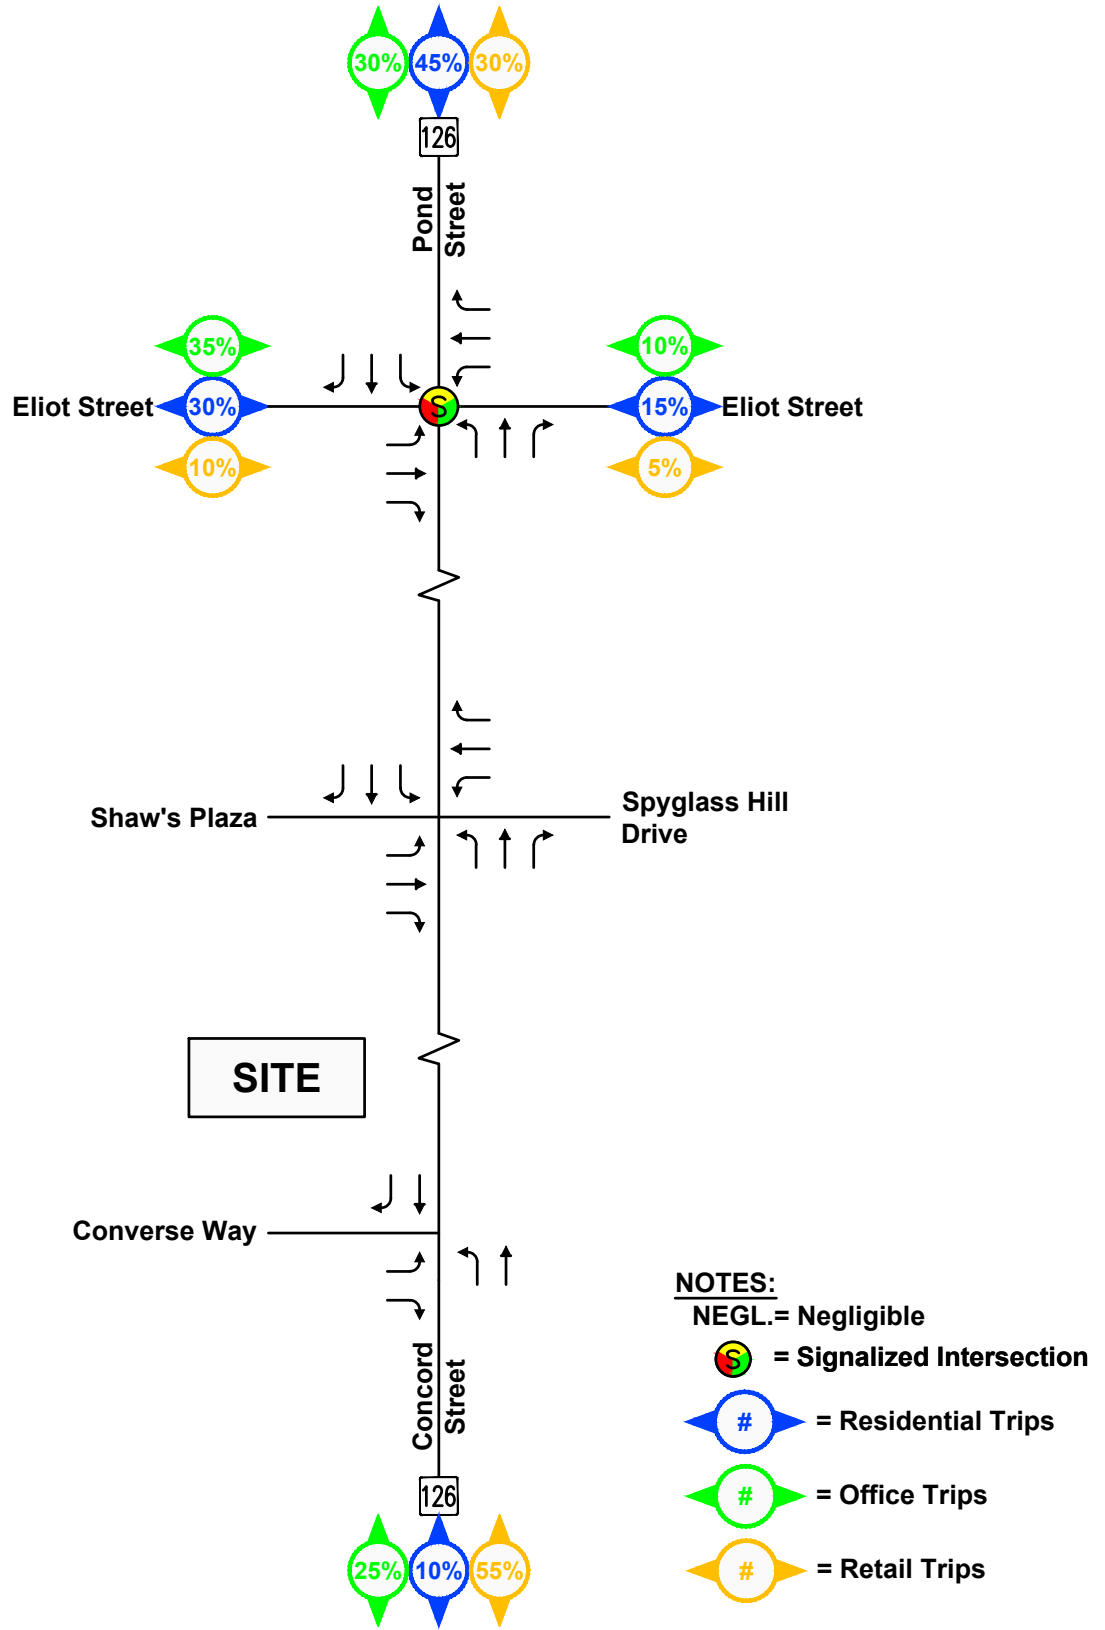 30% 45% 30%
126
Pond
Street
35%
10%
Eliot Street 30%
15% Eliot Street
S
10%
5%
Shaw's Plaza
Spyglass Hill
Drive
SITE
Converse Way
Concord
Street
126
25% 10% 55%
NOTES:
NEGL.= Negligible
S = Signalized Intersection
# = Residential Trips
# = Office Trips
# = Retail Trips